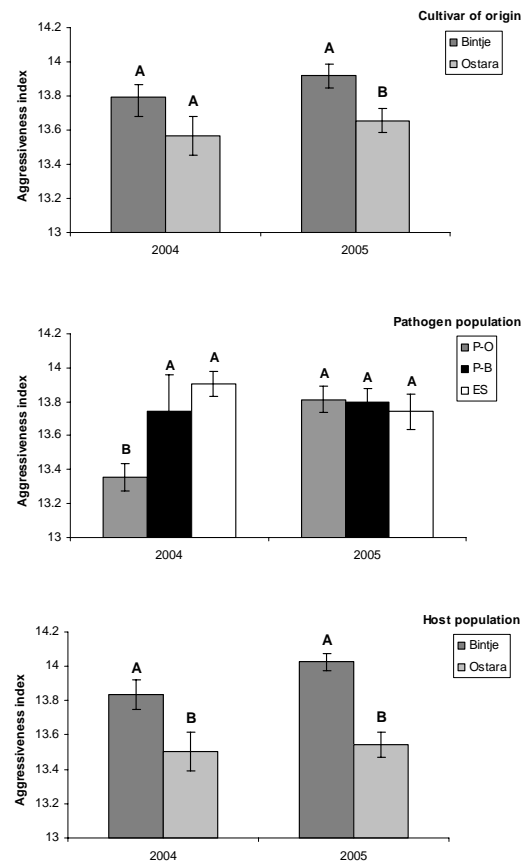 Cultivar of origin
Bintje
Ostara
Aggressiveness index
14.2
14
13.8
13.6
13.4
13.2
13
A
A
A
B
2004
2005
Pathogen population
P-O
P-B
ES
Aggressiveness index
14.2
14
13.8
13.6
13.4
13.2
13
B
A
A
A
A
A
2004
2005
Host population
Bintje
Ostara
Aggressiveness index
14.2
14
13.8
13.6
13.4
13.2
13
A
B
A
B
2004
2005